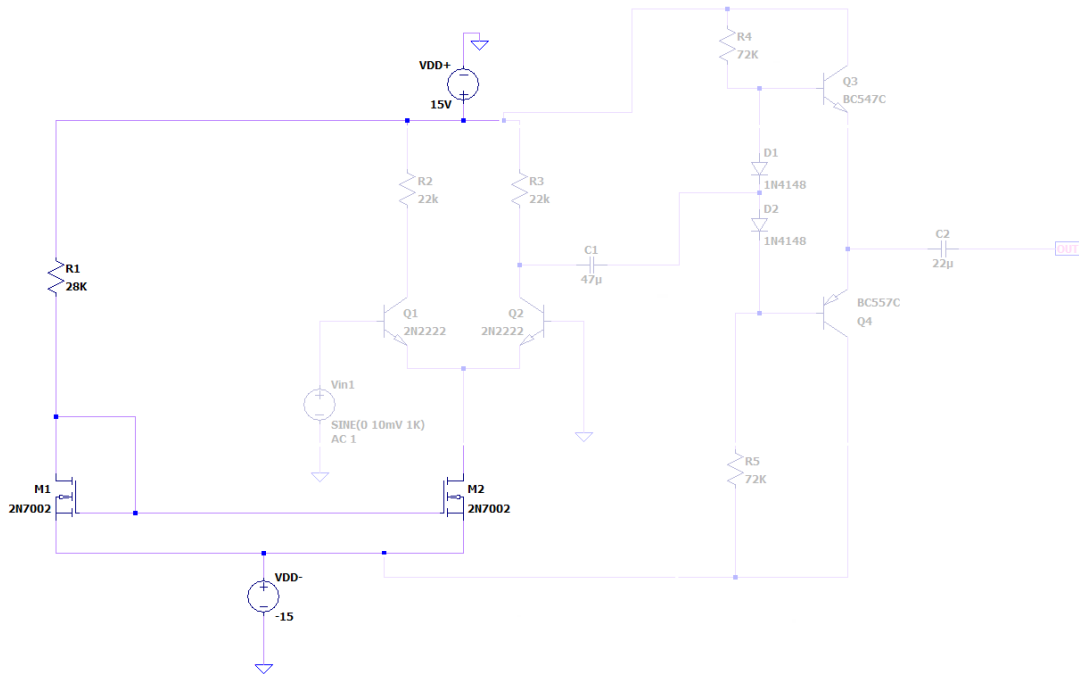 R4
72K
Q3
BC547C
VDD+
15V
D1
1N4148
R2
22k
R3
22k
D2
1N4148
C1
47µ
C2
22µ
OUT
R1
28K
Q1
2N2222
Q2
2N2222
BC557C
Q4
Vin1
SINE(0 10mV 1K)
AC 1
R5
72K
M1
2N7002
M2
2N7002
VDD-
-15